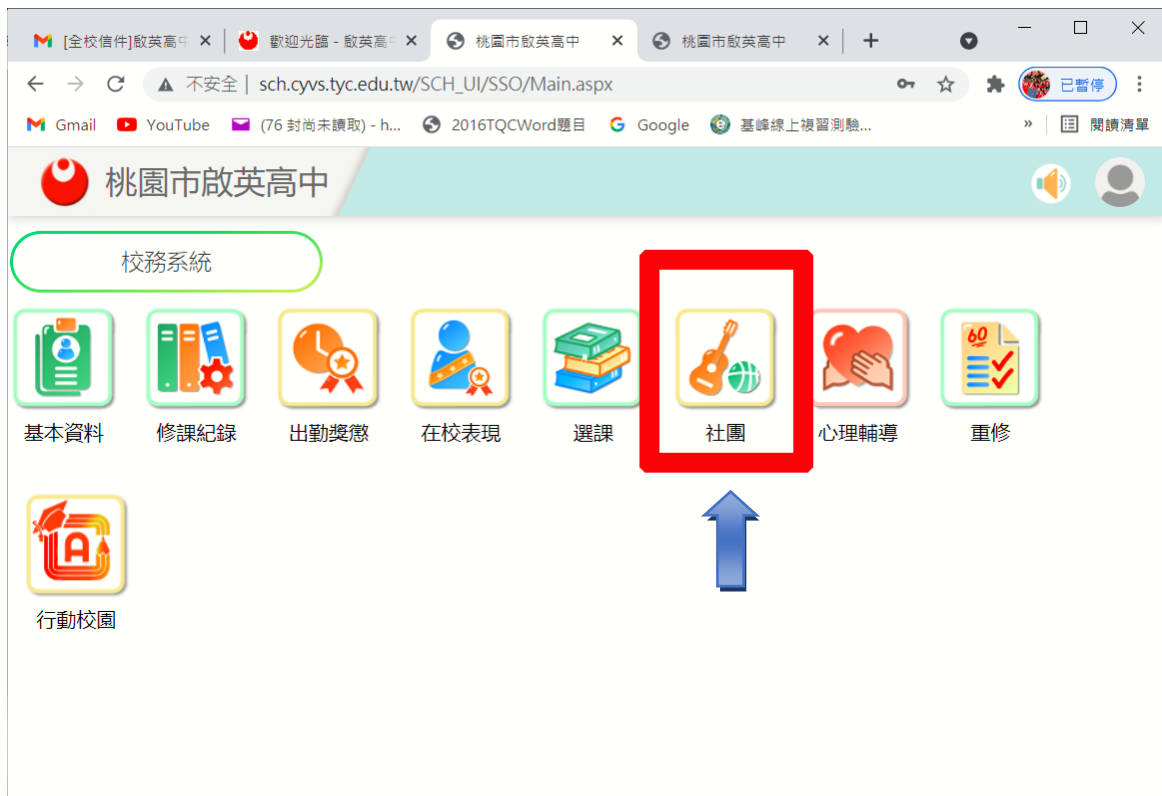 [全校信件]啟英高中
歡迎光臨 - 啟英高中
桃園市啟英高中
桃園市啟英高中
不安全 | sch.cyvs.tyc.edu.tw/SCH_UI/SSO/Main.aspx
已暫停
Gmail
YouTube
(76 封尚未讀取) - h...
2016TQCWord題目
Google
基峰線上複習測驗...
»
閱讀清單
桃園市啟英高中
校務系統
60
基本資料
修課紀錄
出勤獎懲
在校表現
選課
社團
心理輔導
重修
A
行動校園